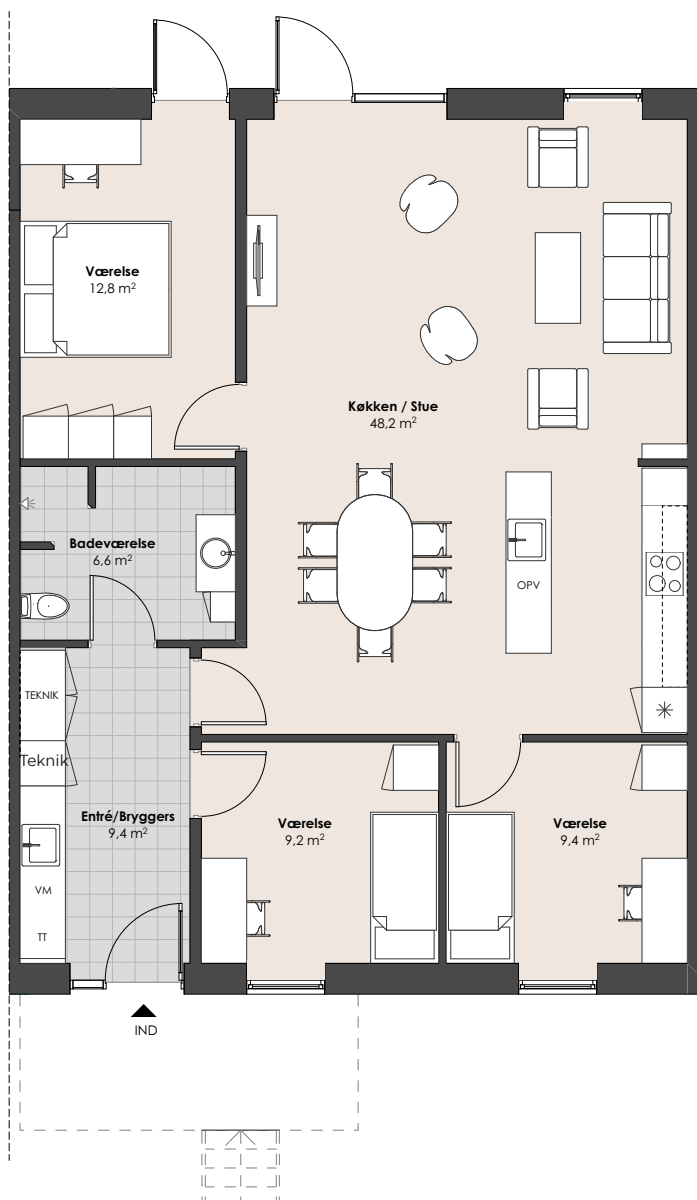 Værelse
12,8 m²
Køkken / Stue
48,2 m²
Badeværelse
6,6 m²
OPV
TEKNIK
Teknik
Entré/Bryggers
9,4 m²
Værelse
9,2 m²
Værelse
9,4 m²
VM
TT
IND